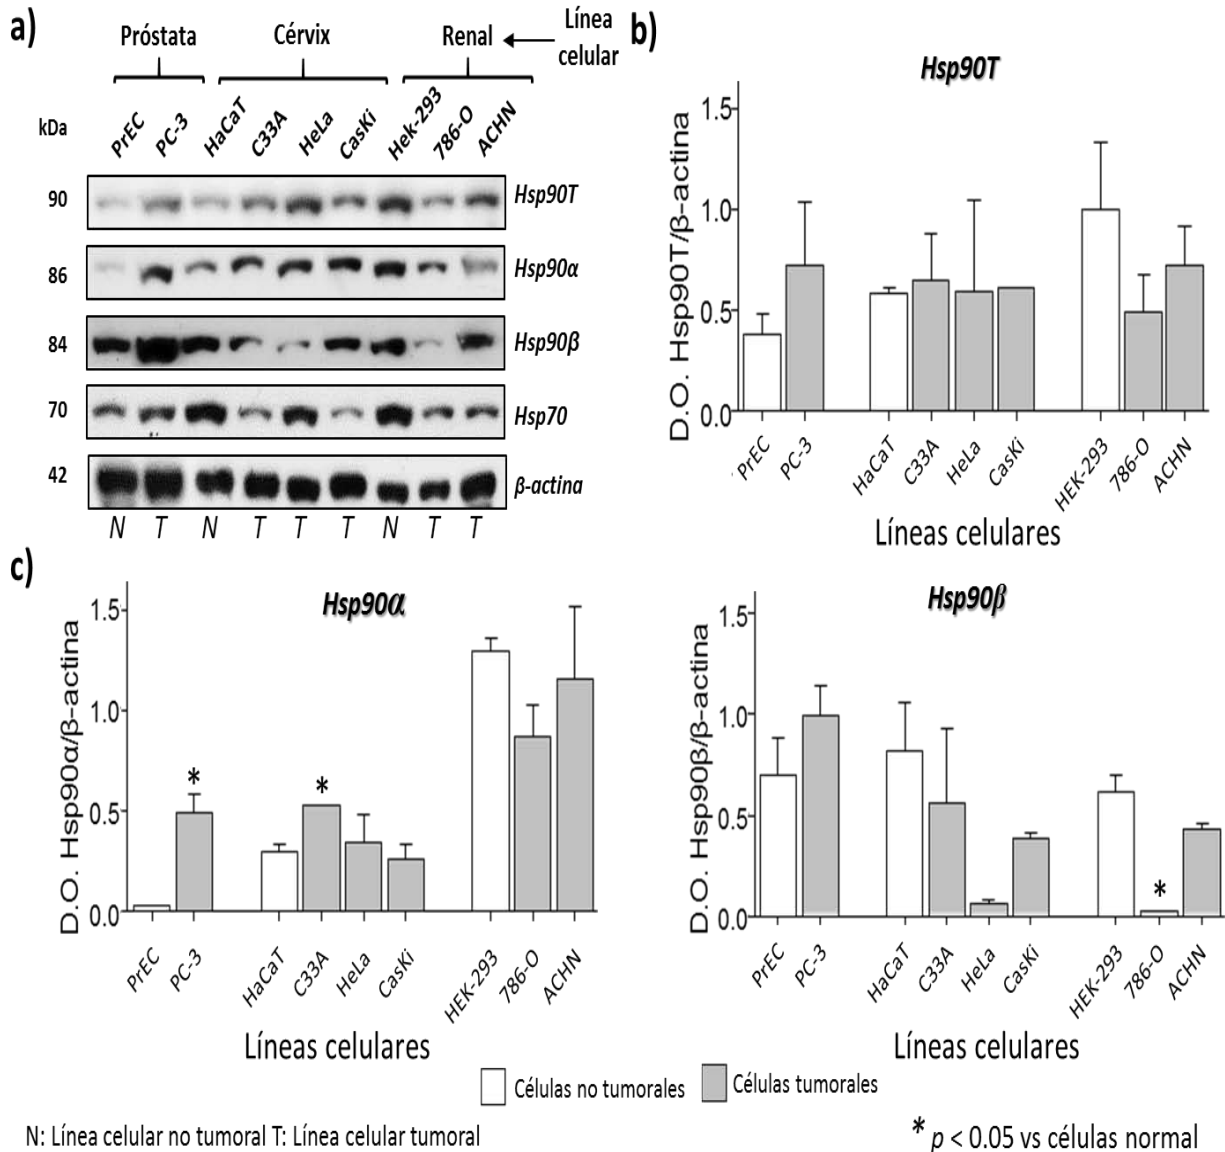 a)
Próstata Cérvix Renal Línea celular
kDa PrEC PC-3 HaCaT C33A HeLa CasKi Hek-293 786-O ACHN
90 Hsp90T
86 Hsp90α
84 Hsp90β
70 Hsp70
42 β-actina
N T N T T T N T T
b)
Hsp90T
D.O. Hsp90T/β-actina
1.5
1.0
0.5
0.0
PrEC PC-3 HaCaT C33A HeLa CasKi HEK-293 786-O ACHN
Líneas celulares
c)
Hsp90α
D.O. Hsp90α/β-actina
1.5
1.0
0.5
0.0
* *
PrEC PC-3 HaCaT C33A HeLa CasKi HEK-293 786-O ACHN
Líneas celulares
Hsp90β
D.O. Hsp90β/β-actina
1.5
1.0
0.5
0.0
*
PrEC PC-3 HaCaT C33A HeLa CasKi HEK-293 786-O ACHN
Líneas celulares
Células no tumorales Células tumorales
N: Línea celular no tumoral T: Línea celular tumoral
* p < 0.05 vs células normal